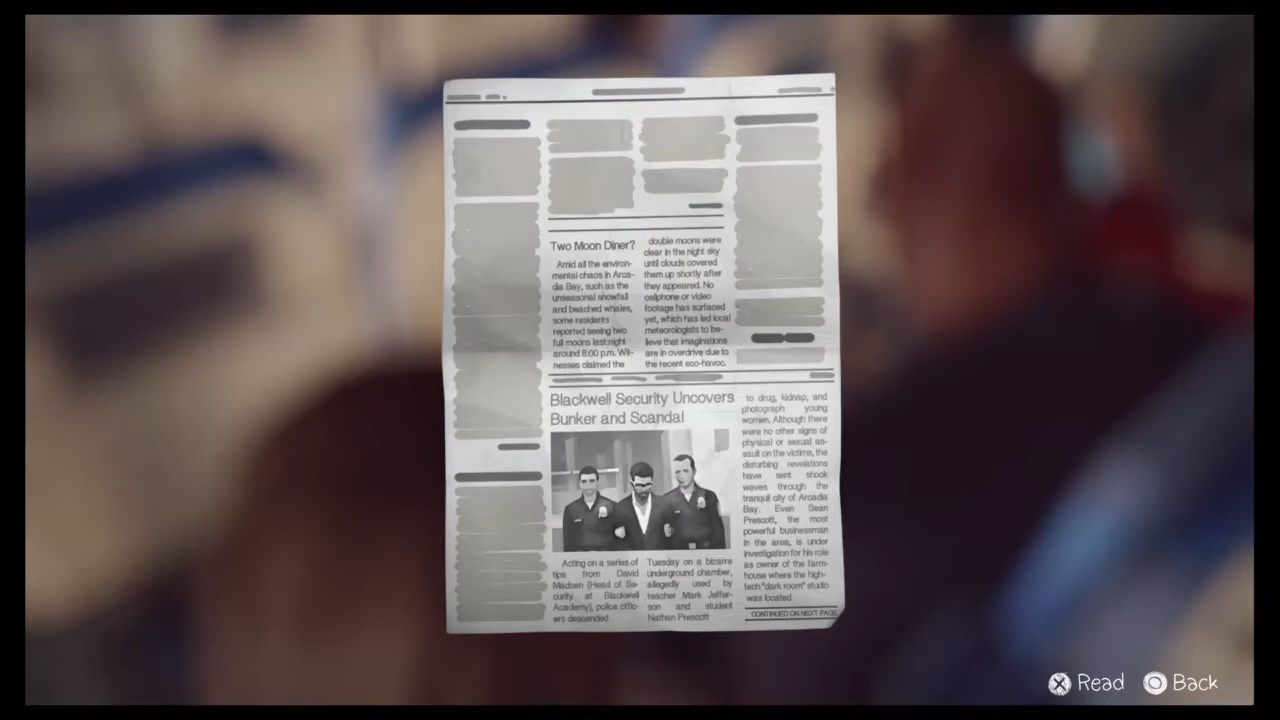 Two Moon Diner?
Amid all the environ-
mental chaos in Arca-
dia Bay, such as the
unseasonal snowfall
and beached whales,
some residents
reported seeing two
full moons last night
around 8:00 p.m. Wit-
nesses claimed the
double moons were
clear in the night sky
until clouds covered
them up shortly after
they appeared. No
cellphone or video
footage has surfaced
yet, which has led local
meteorologists to be-
lieve that imaginations
are in overdrive due to
the recent eco-havoc.
Blackwell Security Uncovers
Bunker and Scandal
Acting on a series of
tips from David
Madsen (Head of Se-
curity at Blackwell
Academy), police offic-
ers descended
Tuesday on a bizarre
underground chamber,
allegedly used by
teacher Mark Jeffer-
son and student
Nathan Prescott
to drug, kidnap, and
photograph young
women. Although there
were no other signs of
physical or sexual as-
sault on the victims, the
disturbing revelations
have sent shock
waves through the
tranquil city of Arcadia
Bay. Even Sean
Prescott, the most
powerful businessman
in the area, is under
investigation for his role
as owner of the farm-
house where the high-
tech "dark room" studio
was located
CONTINUED ON NEXT PAGE
Read
Back